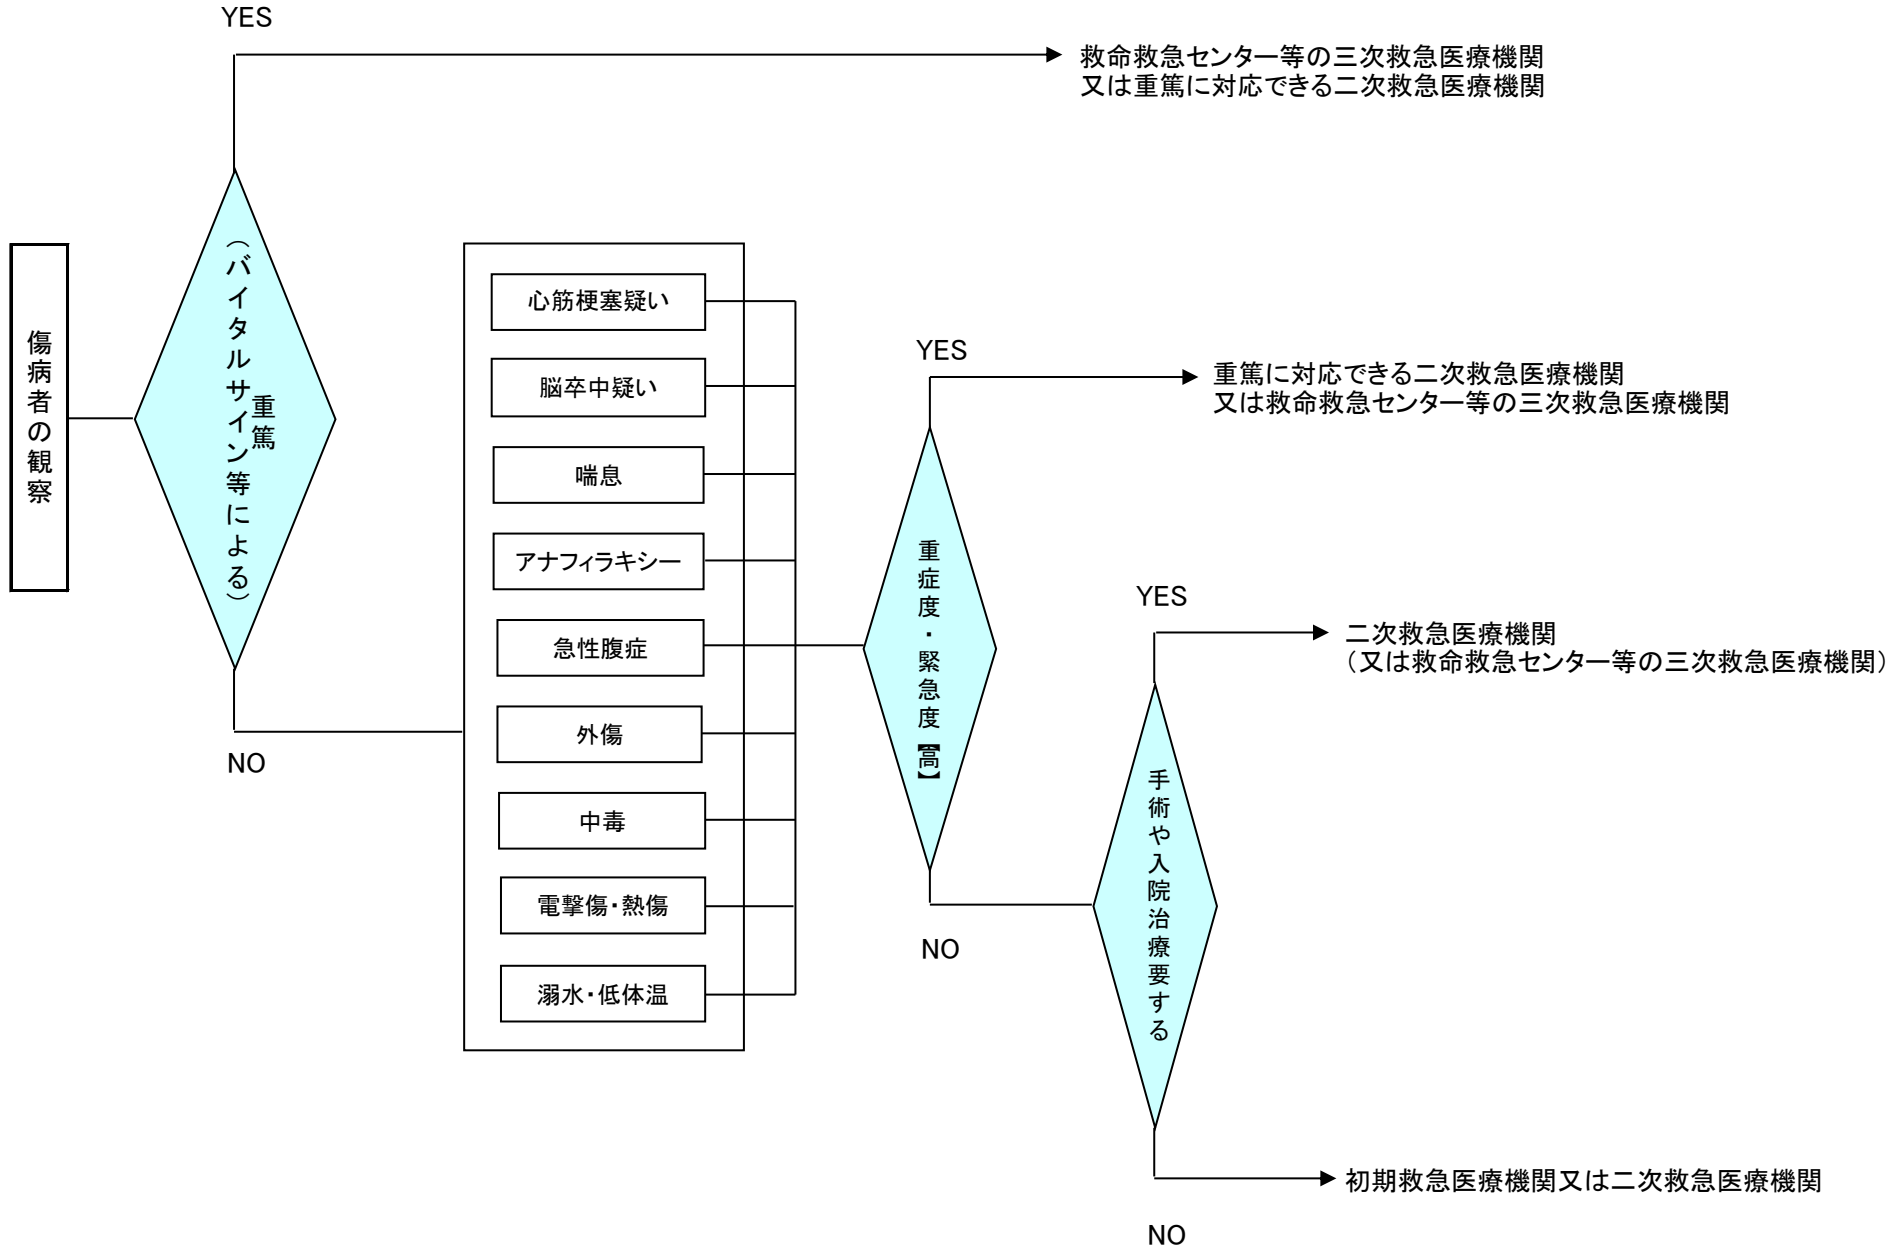 YES
救命救急センター等の三次救急医療機関
又は重篤に対応できる二次救急医療機関
傷病者の観察
重篤
（バイタルサイン等による）
NO
心筋梗塞疑い
脳卒中疑い
喘息
アナフィラキシー
急性腹症
外傷
中毒
電撃傷・熱傷
溺水・低体温
YES
重篤に対応できる二次救急医療機関
又は救命救急センター等の三次救急医療機関
重症度・緊急度【高】
NO
YES
二次救急医療機関
（又は救命救急センター等の三次救急医療機関）
手術や入院治療要する
初期救急医療機関又は二次救急医療機関
NO